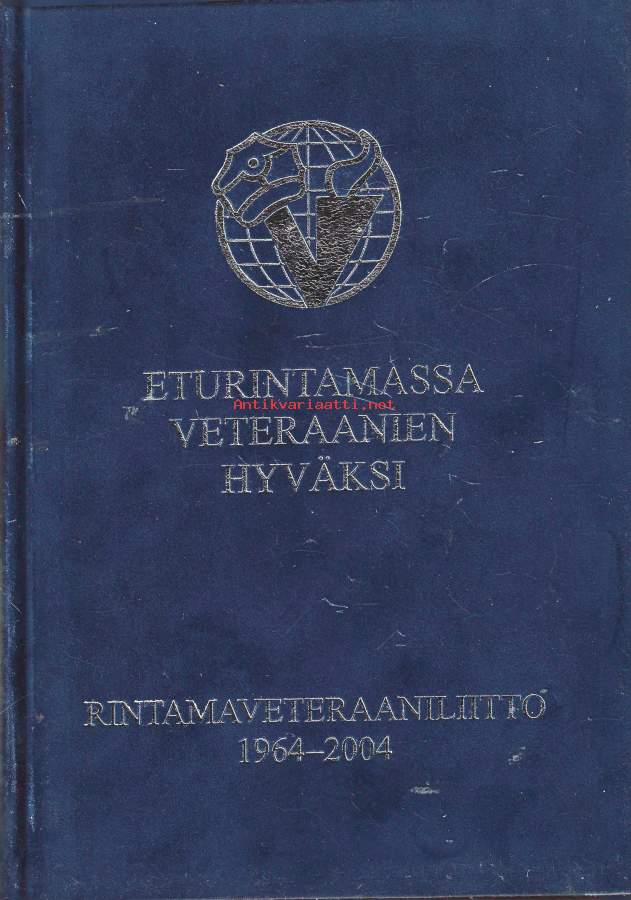 V
ETURINTAMASSA
Antikvariaatti.net
VETERAANIEN
HYVÄKSI
RINTAMAVETERAANILIITTO
1964–2004